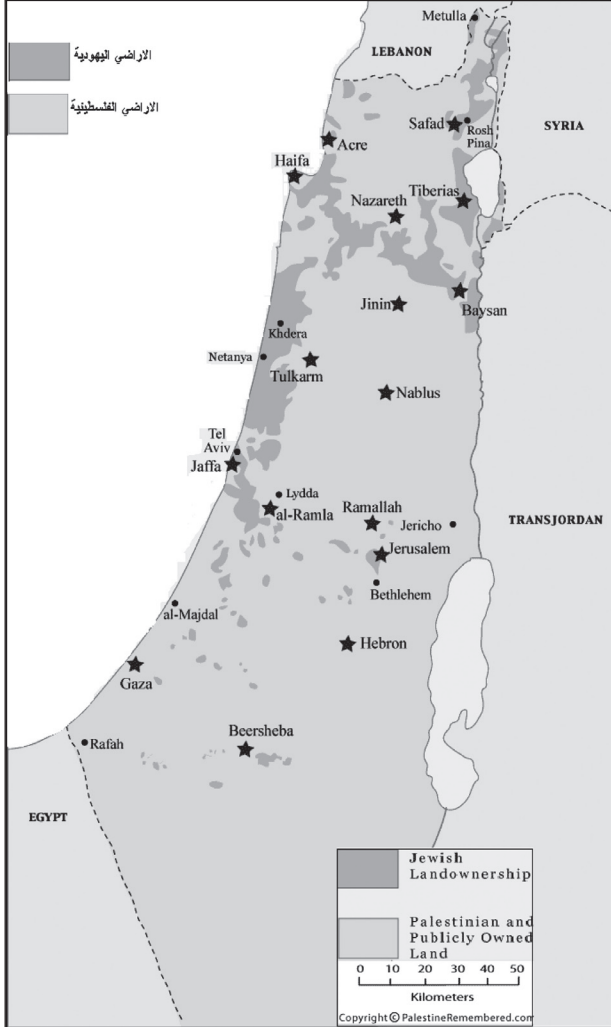 Metulla
LEBANON
الاراضي اليهودية
الاراضي الفلسطينية
Safad
Rosh
Pina
SYRIA
Acre
Haifa
Tiberias
Nazareth
Jinin
Baysan
Khdera
Netanya
Tulkarm
Nablus
Tel
Aviv
Jaffa
Lydda
al-Ramla
Ramallah
Jericho
TRANSJORDAN
Jerusalem
Bethlehem
al-Majdal
Hebron
Gaza
Beersheba
Rafah
EGYPT
Jewish
Landownership
Palestinian and
Publicly Owned
Land
0 10 20 30 40 50
Kilometers
Copyright © PalestineRemembered.com